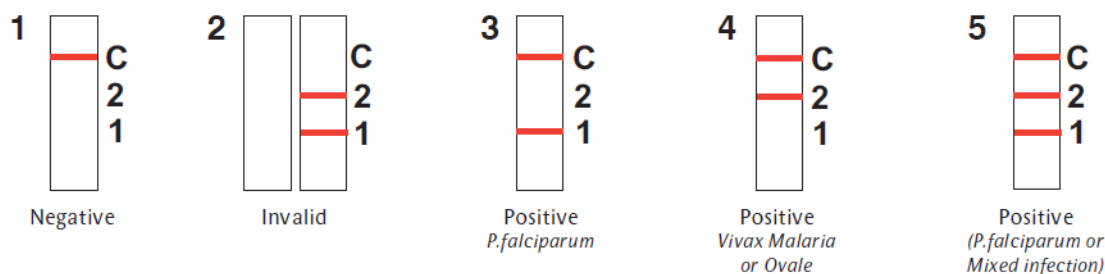 1 2 3 4 5
C C C C C
2 2 2 2 2
1 1 1 1 1
Negative Invalid Positive Positive Positive
P.falciparum Vivax Malaria (P.falciparum or
or Ovale Mixed infection)